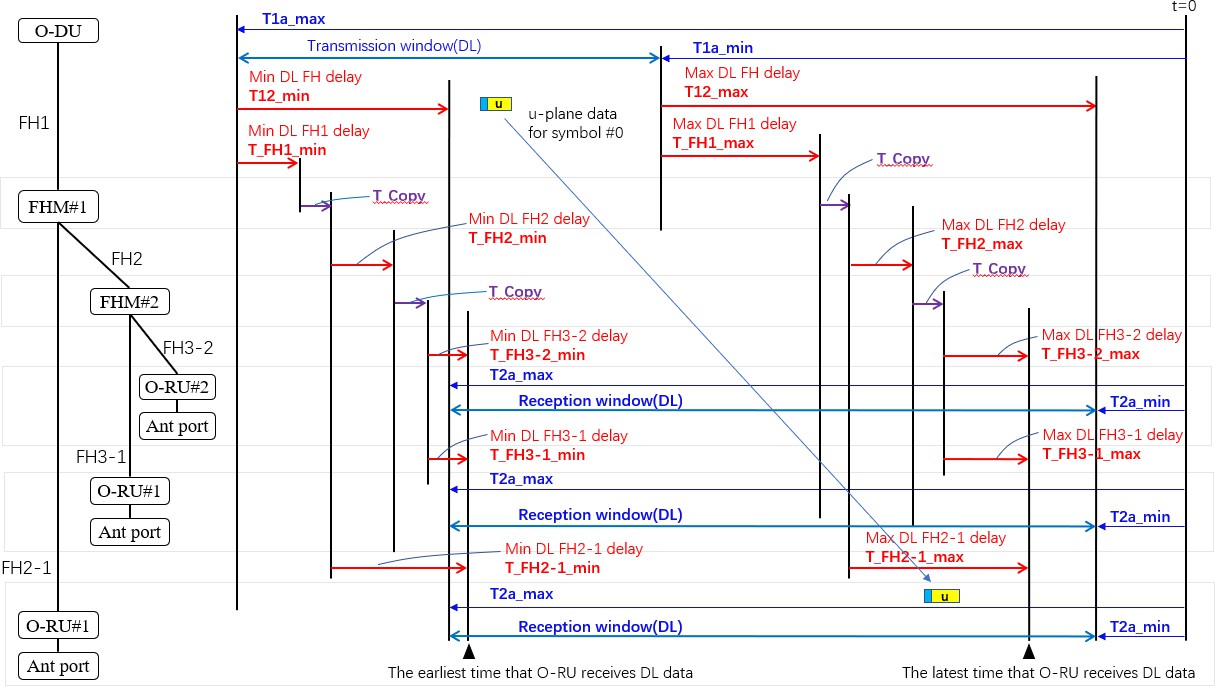 t=0
O-DU
T1a_max
Transmission window(DL)
T1a_min
Min DL FH delay
T12_min
Max DL FH delay
T12_max
u
u-plane data
for symbol #0
FH1
Min DL FH1 delay
T_FH1_min
Max DL FH1 delay
T_FH1_max
T_Copy
T_Copy
FHM#1
Min DL FH2 delay
T_FH2_min
Max DL FH2 delay
T_FH2_max
FH2
T_Copy
T_Copy
FHM#2
FH3-2
Min DL FH3-2 delay
T_FH3-2_min
Max DL FH3-2 delay
T_FH3-2_max
O-RU#2
T2a_max
Reception window(DL)
T2a_min
Ant port
FH3-1
Min DL FH3-1 delay
T_FH3-1_min
Max DL FH3-1 delay
T_FH3-1_max
O-RU#1
T2a_max
Reception window(DL)
T2a_min
Ant port
FH2-1
Min DL FH2-1 delay
T_FH2-1_min
Max DL FH2-1 delay
T_FH2-1_max
u
T2a_max
O-RU#1
Reception window(DL)
T2a_min
Ant port
The earliest time that O-RU receives DL data
The latest time that O-RU receives DL data